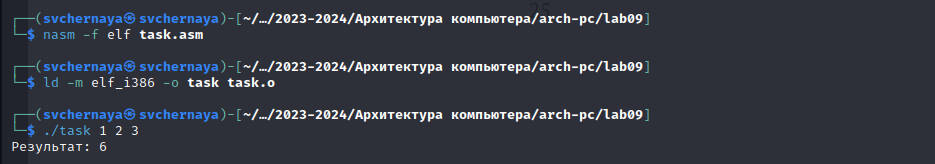 25
┌──(svchernaya㉿svchernaya)-[~/…/2023-2024/Архитектура компьютера/arch-pc/lab09]
└─$ nasm -f elf task.asm
┌──(svchernaya㉿svchernaya)-[~/…/2023-2024/Архитектура компьютера/arch-pc/lab09]
└─$ ld -m elf_i386 -o task task.o
┌──(svchernaya㉿svchernaya)-[~/…/2023-2024/Архитектура компьютера/arch-pc/lab09]
└─$ ./task 1 2 3
Результат: 6